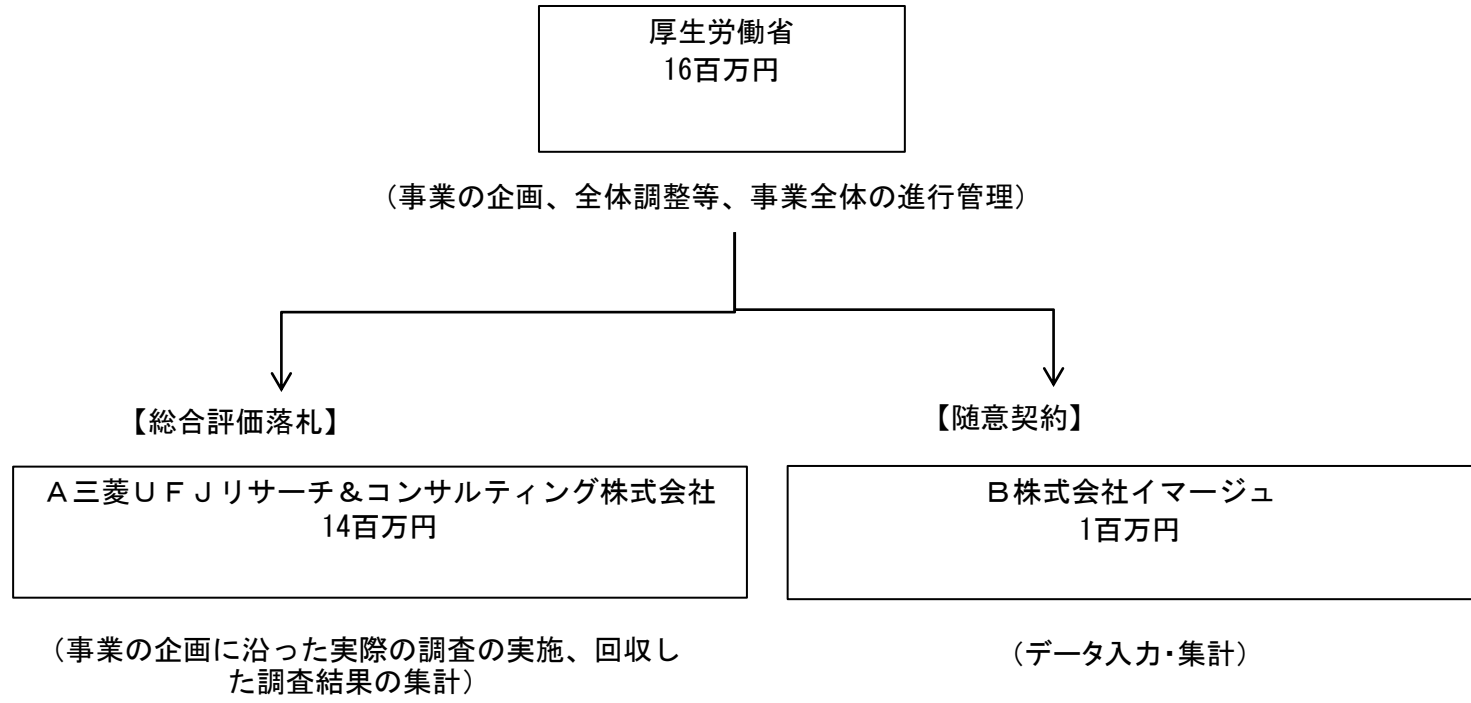 厚生労働省
16百万円
（事業の企画、全体調整等、事業全体の進行管理）
【総合評価落札】
【随意契約】
Ａ三菱ＵＦＪリサーチ＆コンサルティング株式会社
14百万円
Ｂ株式会社イマージュ
1百万円
（事業の企画に沿った実際の調査の実施、回収し
た調査結果の集計）
（データ入力・集計）